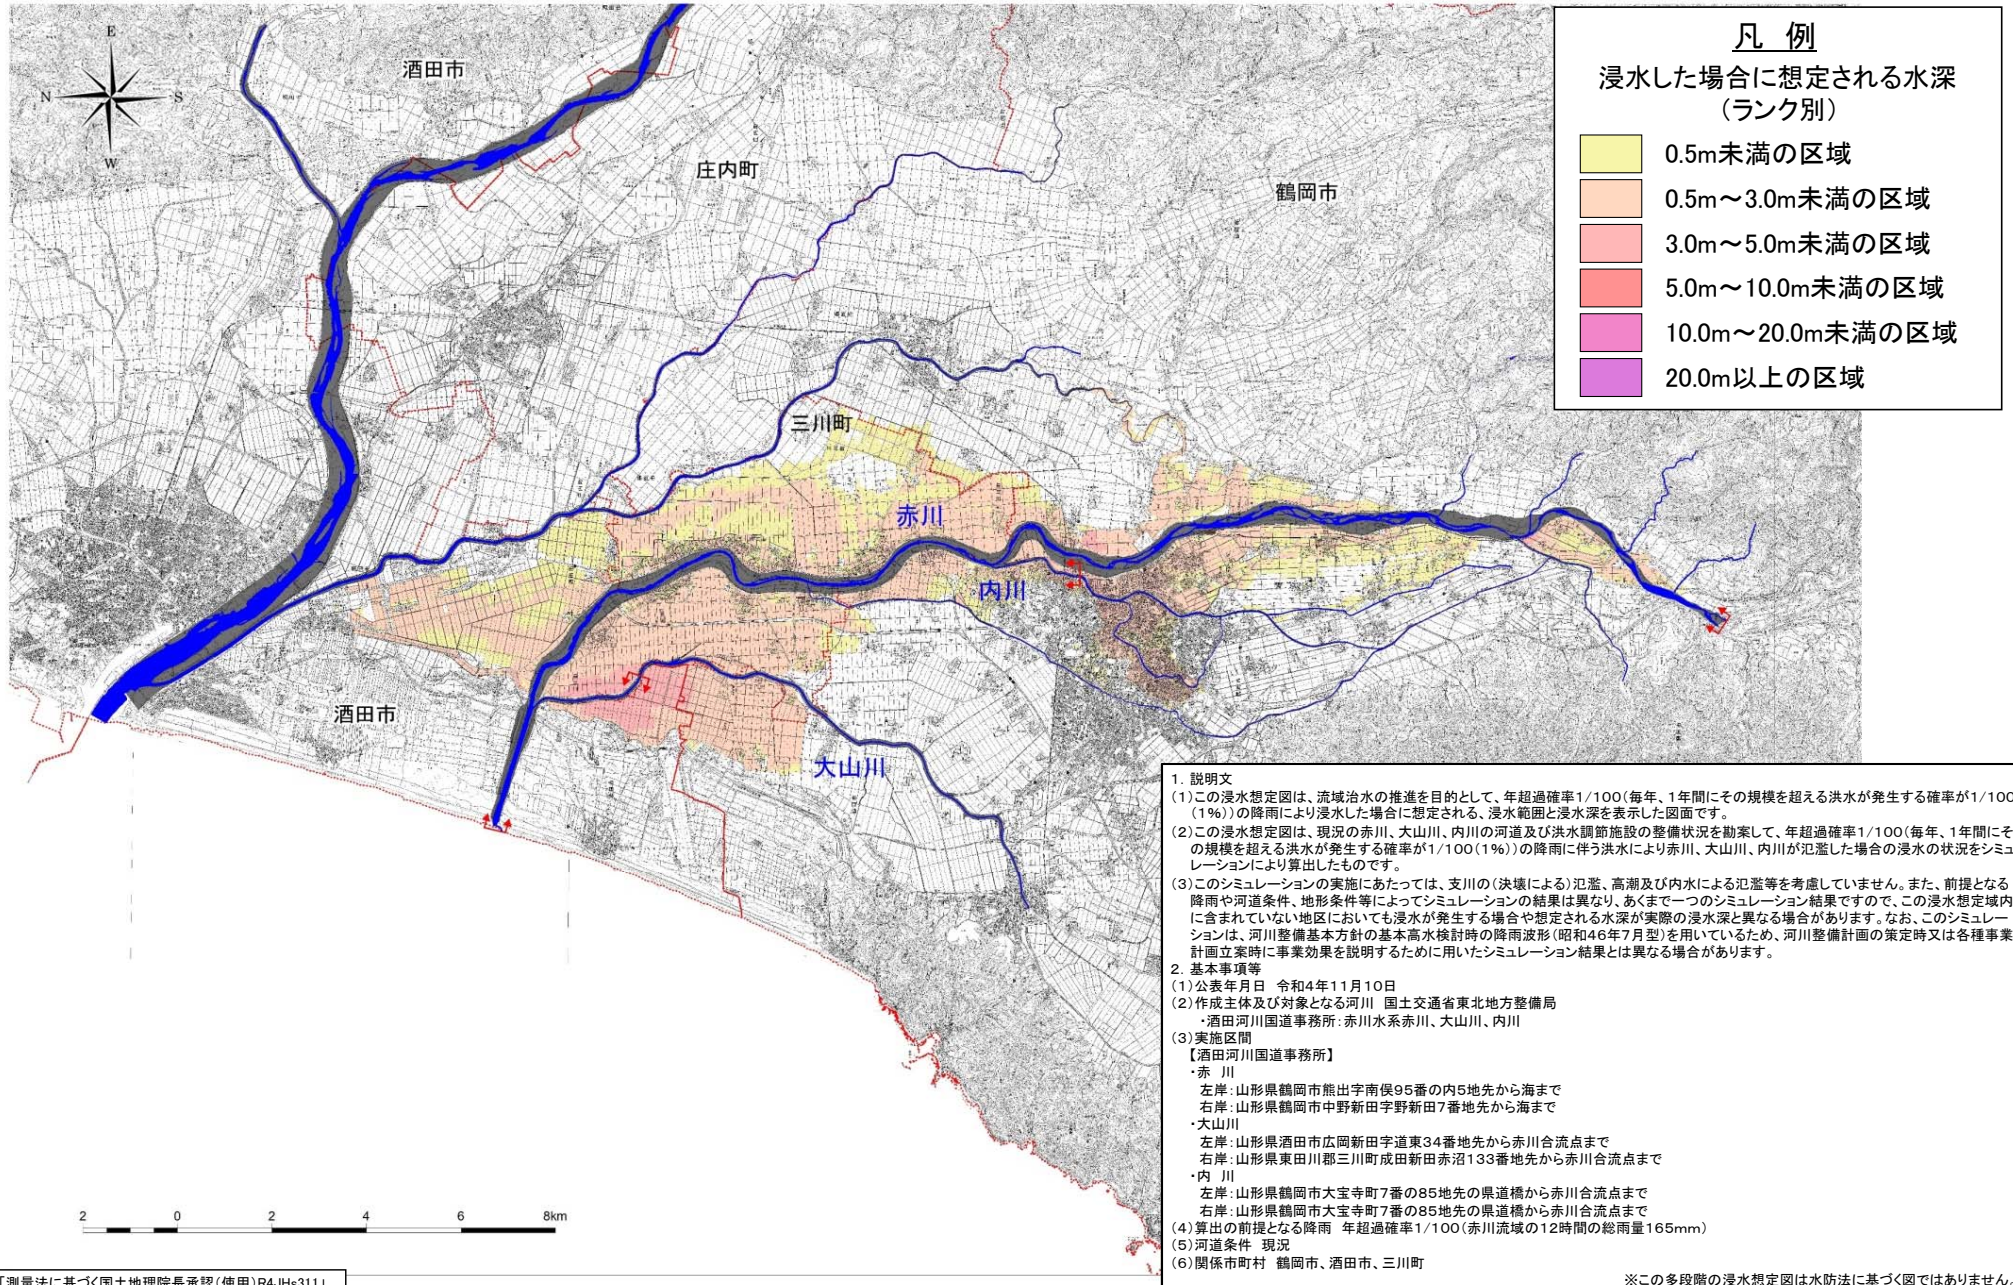 E
N
S
W
酒田市
庄内町
鶴岡市
三川町
赤川
内川
酒田市
大山川
凡 例
浸水した場合に想定される水深
(ランク別)
0.5m未満の区域
0.5m～3.0m未満の区域
3.0m～5.0m未満の区域
5.0m～10.0m未満の区域
10.0m～20.0m未満の区域
20.0m以上の区域
1. 説明文
(1)この浸水想定図は、流域治水の推進を目的として、年超過確率1/100(毎年、1年間にその規模を超える洪水が発生する確率が1/100
(1%))の降雨により浸水した場合に想定される、浸水範囲と浸水深を表示した図面です。
(2)この浸水想定図は、現況の赤川、大山川、内川の河道及び洪水調節施設の整備状況を勘案して、年超過確率1/100(毎年、1年間にそ
の規模を超える洪水が発生する確率が1/100(1%))の降雨に伴う洪水により赤川、大山川、内川が氾濫した場合の浸水の状況をシミュ
レーションにより算出したものです。
(3)このシミュレーションの実施にあたっては、支川の(決壊による)氾濫、高潮及び内水による氾濫等を考慮していません。また、前提となる
降雨や河道条件、地形条件等によってシミュレーションの結果は異なり、あくまで一つのシミュレーション結果ですので、この浸水想定域内
に含まれていない地区においても浸水が発生する場合や想定される水深が実際の浸水深と異なる場合があります。なお、このシミュレー
ションは、河川整備基本方針の基本高水検討時の降雨波形(昭和46年7月型)を用いているため、河川整備計画の策定時又は各種事業
計画立案時に事業効果を説明するために用いたシミュレーション結果とは異なる場合があります。
2. 基本事項等
(1)公表年月日 令和4年11月10日
(2)作成主体及び対象となる河川 国土交通省東北地方整備局
・酒田河川国道事務所:赤川水系赤川、大山川、内川
(3)実施区間
【酒田河川国道事務所】
・赤 川
左岸:山形県鶴岡市熊出字南俣95番の内5地先から海まで
右岸:山形県鶴岡市中野新田字野新田7番地先から海まで
・大山川
左岸:山形県酒田市広岡新田字道東34番地先から赤川合流点まで
右岸:山形県東田川郡三川町成田新田赤沼133番地先から赤川合流点まで
・内 川
左岸:山形県鶴岡市大宝寺町7番の85地先の県道橋から赤川合流点まで
右岸:山形県鶴岡市大宝寺町7番の85地先の県道橋から赤川合流点まで
(4)算出の前提となる降雨 年超過確率1/100(赤川流域の12時間の総雨量165mm)
(5)河道条件 現況
(6)関係市町村 鶴岡市、酒田市、三川町
2 0 2 4 6 8km
「測量法に基づく国土地理院長承認(使用)R4JHs311」
※この多段階の浸水想定図は水防法に基づく図ではありません。